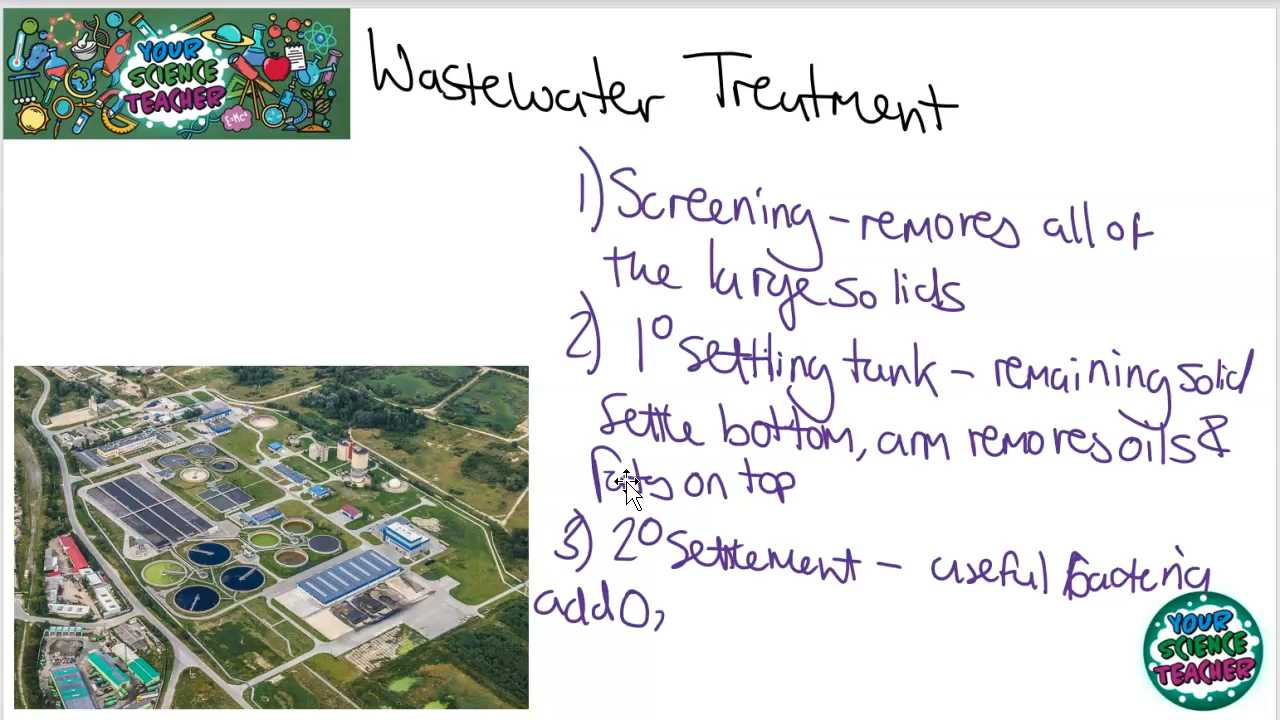 YOUR
SCIENCE
TEACHER
E=MC²
Wastewater Treatment
1) Screening - removes all of
the large solids
2) 1° settling tank - remaining solid
settle bottom, arm removes oils &
fats on top
3) 2° settlement - useful bacteria
add O,
YOUR
SCIENCE
TEACHER